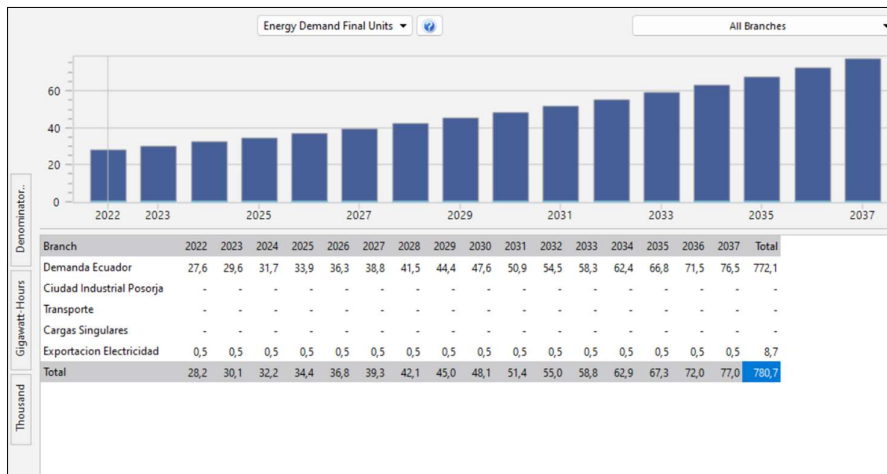 Energy Demand Final Units
All Branches
60
40
20
0
2022 2023 2025 2027 2029 2031 2033 2035 2037
Denominator..
Gigawatt-Hours
Thousand
Branch 2022 2023 2024 2025 2026 2027 2028 2029 2030 2031 2032 2033 2034 2035 2036 2037 Total
Demanda Ecuador 27,6 29,6 31,7 33,9 36,3 38,8 41,5 44,4 47,6 50,9 54,5 58,3 62,4 66,8 71,5 76,5 772,1
Ciudad Industrial Posorja - - - - - - - - - - - - - - - -
Transporte - - - - - - - - - - - - - - - -
Cargas Singulares - - - - - - - - - - - - - - - -
Exportacion Electricidad 0,5 0,5 0,5 0,5 0,5 0,5 0,5 0,5 0,5 0,5 0,5 0,5 0,5 0,5 0,5 0,5 8,7
Total 28,2 30,1 32,2 34,4 36,8 39,3 42,1 45,0 48,1 51,4 55,0 58,8 62,9 67,3 72,0 77,0 780,7